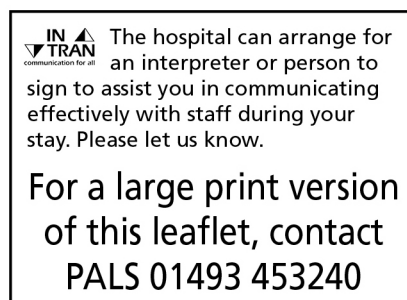 IN
TRAN
communication for all
The hospital can arrange for
an interpreter or person to
sign to assist you in communicating
effectively with staff during your
stay. Please let us know.
For a large print version
of this leaflet, contact
PALS 01493 453240